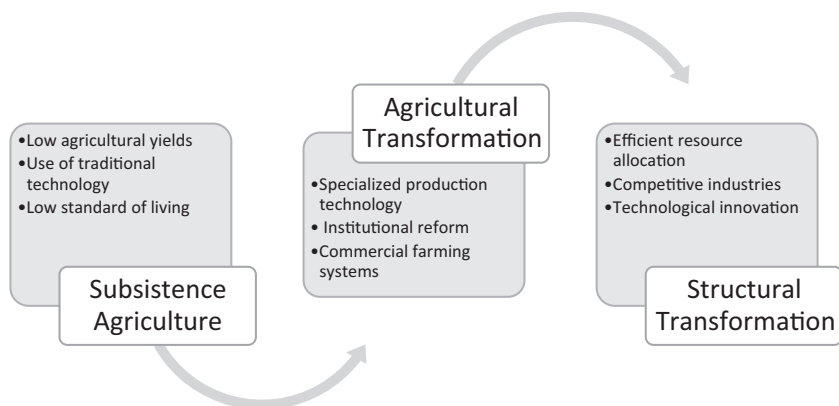 •Low agricultural yields
•Use of traditional
technology
•Low standard of living
Subsistence
Agriculture
Agricultural
Transformation
•Specialized production
technology
• Institutional reform
•Commercial farming
systems
•Efficient resource
allocation
•Competitive industries
•Technological innovation
Structural
Transformation